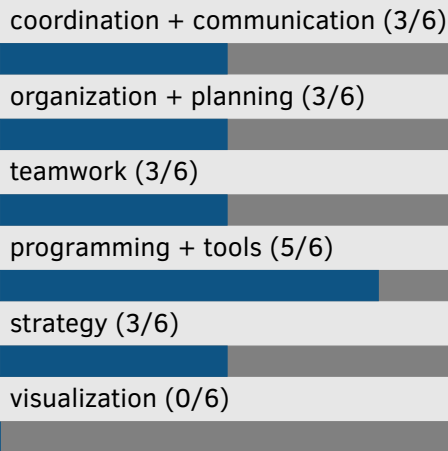 coordination + communication (3/6)
organization + planning (3/6)
teamwork (3/6)
programming + tools (5/6)
strategy (3/6)
visualization (0/6)